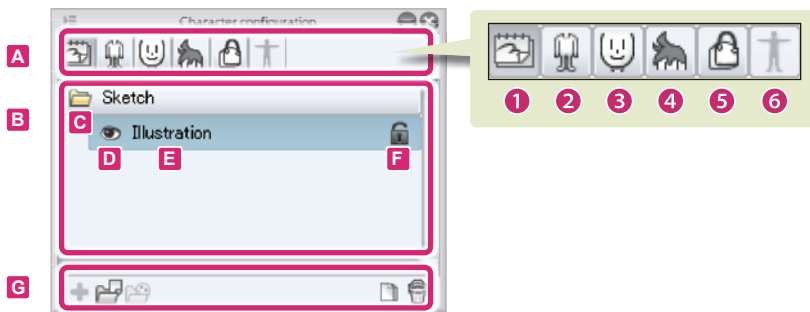 Character configuration
A
B
Sketch
C
Illustration
D E F
G
1 2 3 4 5 6